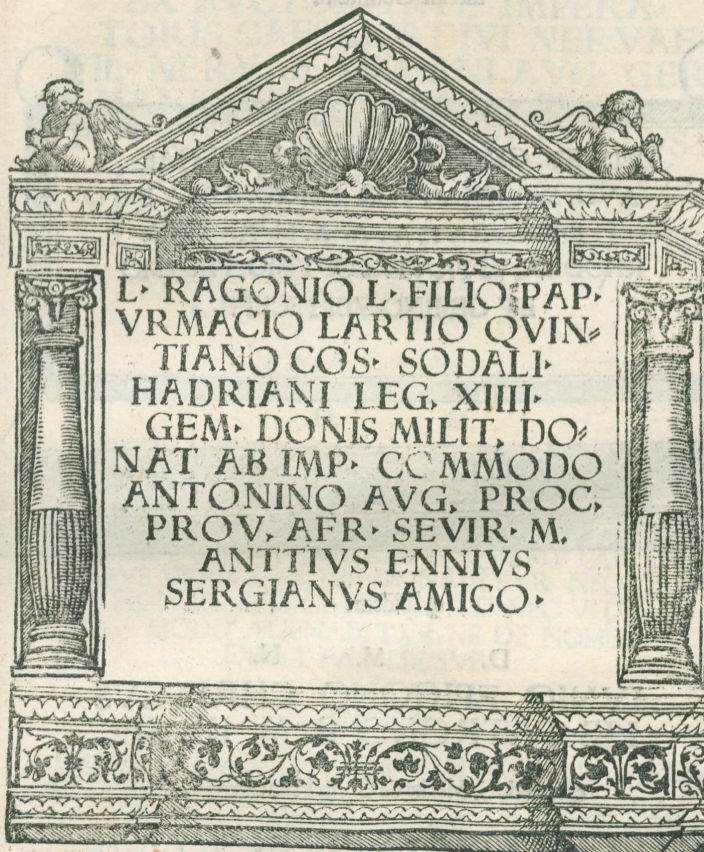 L· RAGONIO L· FILIO PAP·
VRMACIO LARTIO QVIN=
TIANO COS· SODALI·
HADRIANI LEG, XIIII·
GEM· DONIS MILIT, DO=
NAT AB IMP· COMMODO
ANTONINO AVG, PROC,
PROV, AFR· SEVIR· M,
ANTTIVS ENNIVS
SERGIANVS AMICO·